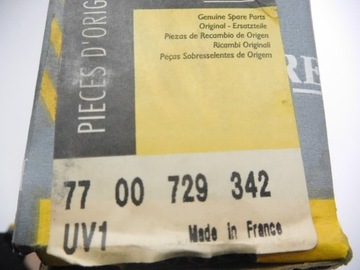 PIECES D'ORIG
Genuine Spare Parts
Original - Ersatzteile
Piezas de Recambio de Origen
Ricambi Originali
Peças Sobresselentes de Origem
77 00 729 342
UV1 Made in France